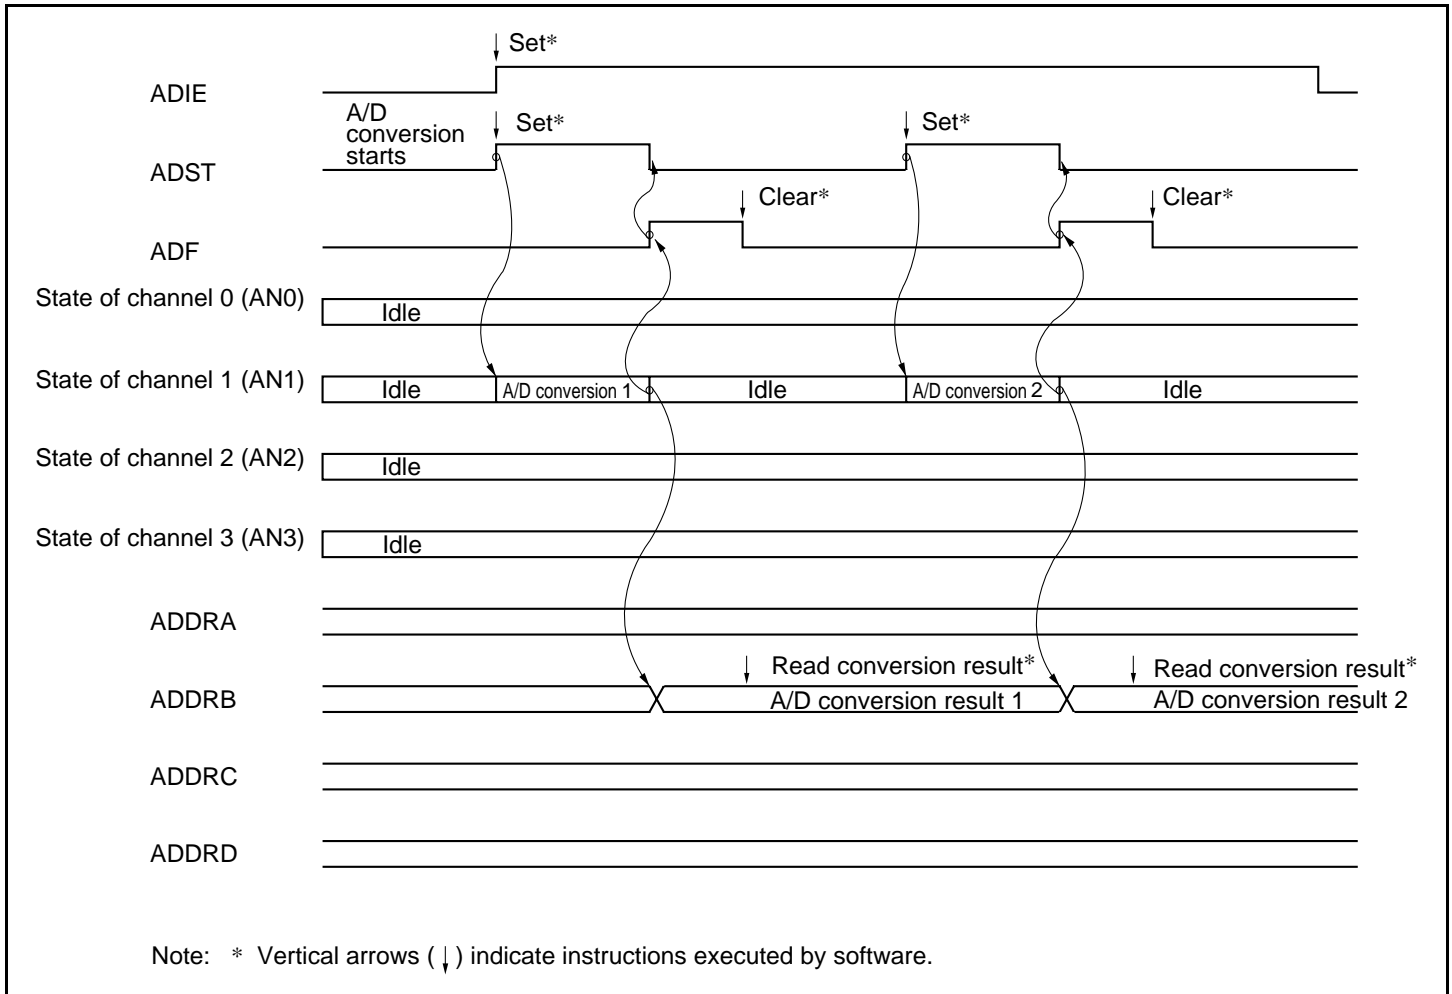 Set*
ADIE
A/D
conversion
starts
Set*
Set*
ADST
Clear*
Clear*
ADF
State of channel 0 (AN0)
Idle
State of channel 1 (AN1)
Idle
A/D conversion 1
Idle
A/D conversion 2
Idle
State of channel 2 (AN2)
Idle
State of channel 3 (AN3)
Idle
ADDRA
Read conversion result*
Read conversion result*
ADDRB
A/D conversion result 1
A/D conversion result 2
ADDRC
ADDRD
Note: * Vertical arrows (↓) indicate instructions executed by software.